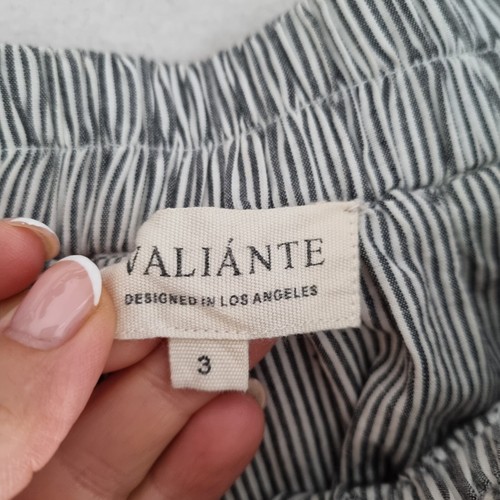 VALIÁNTE
DESIGNED IN LOS ANGELES
3